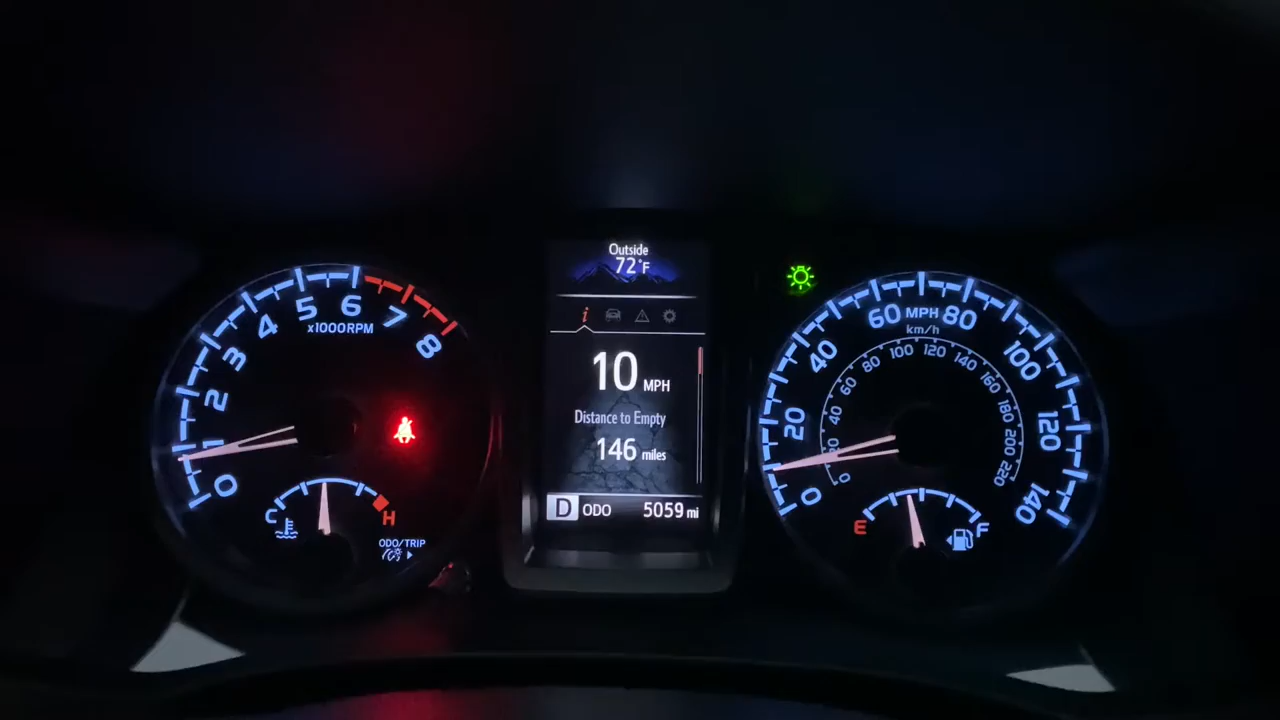 0 1 2 3 4 5 6 7 8
x1000RPM
C H
ODO/TRIP
Outside
72°F
i
10 MPH
Distance to Empty
146 miles
D ODO 5059 mi
0 20 40 60 80 100 120 140
MPH
km/h
0 20 40 60 80 100 120 140 160 180 200 220
E F